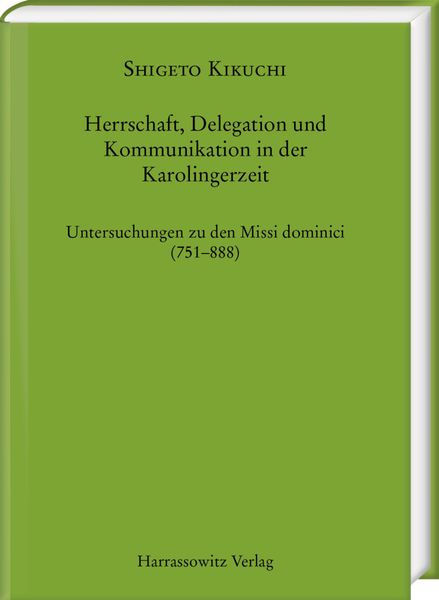 SHIGETO KIKUCHI
Herrschaft, Delegation und
Kommunikation in der
Karolingerzeit
Untersuchungen zu den Missi dominici
(751–888)
Harrassowitz Verlag